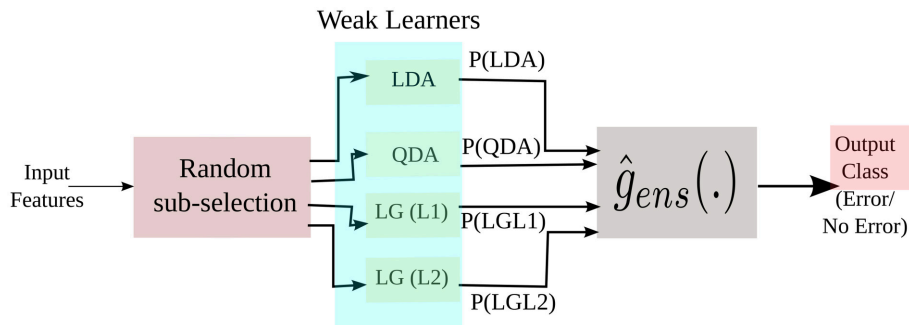 Weak Learners
Input
Features
Random
sub-selection
LDA
QDA
LG (L1)
LG (L2)
P(LDA)
P(QDA)
P(LGL1)
P(LGL2)
ĝens(.)
Output
Class
(Error/
No Error)